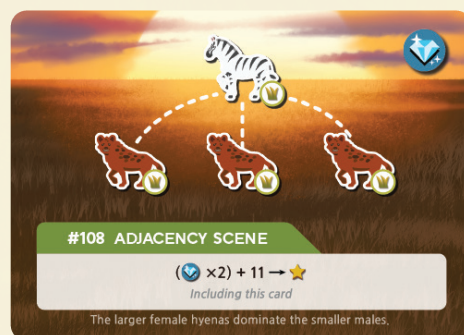 #108 ADJACENCY SCENE
( ×2) + 11 →
Including this card
The larger female hyenas dominate the smaller males.